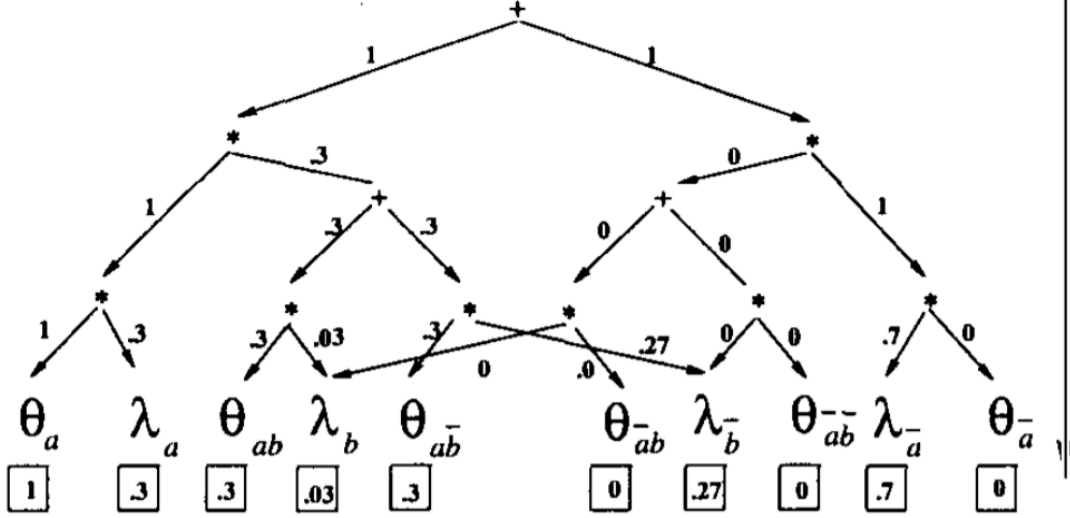 +
1 1
* *
.3 0
1 + + 1
.3 .3 0 0
* * * * * *
1 .3 .3 .03 .3 0 .0 .27 0 0 .7 0
θa λa θab λb θab̄ θāb λb̄ θāb̄ λā θā
1 .3 .3 .03 .3 0 .27 0 .7 0